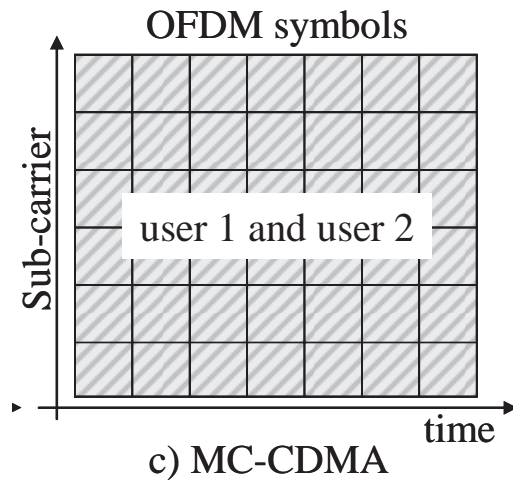 OFDM symbols
Sub-carrier
user 1 and user 2
time
c) MC-CDMA